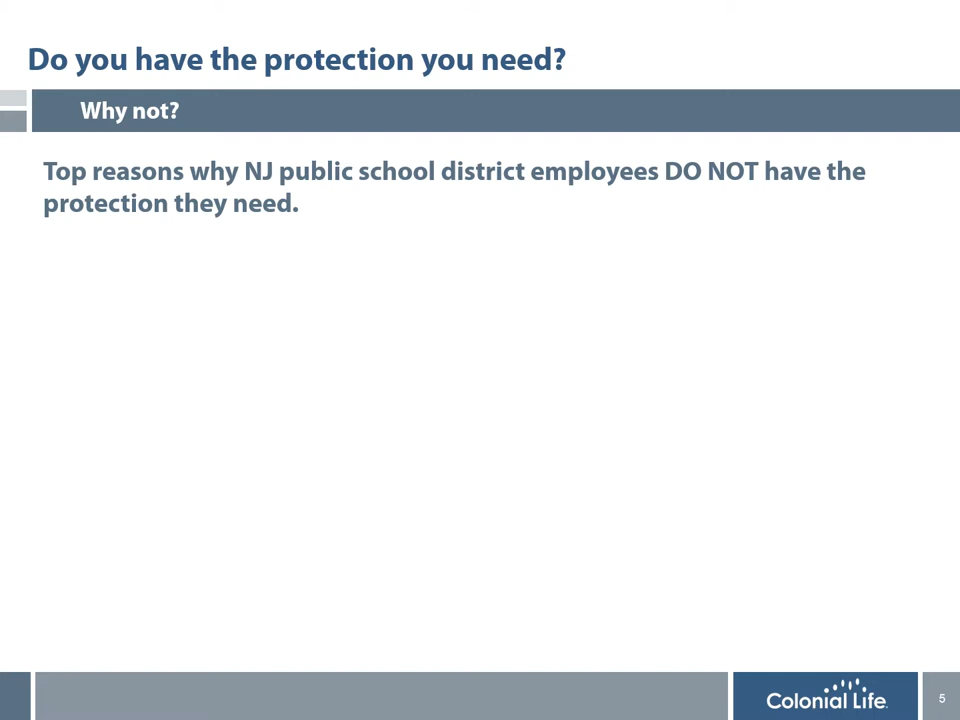 Do you have the protection you need?
Why not?
Top reasons why NJ public school district employees DO NOT have the
protection they need.
Colonial Life.
5